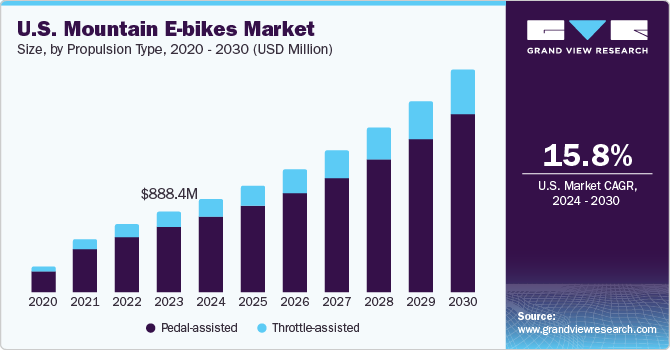 U.S. Mountain E-bikes Market
Size, by Propulsion Type, 2020 - 2030 (USD Million)
$888.4M
2020 2021 2022 2023 2024 2025 2026 2027 2028 2029 2030
Pedal-assisted Throttle-assisted
GRAND VIEW RESEARCH
15.8%
U.S. Market CAGR,
2024 - 2030
Source:
www.grandviewresearch.com